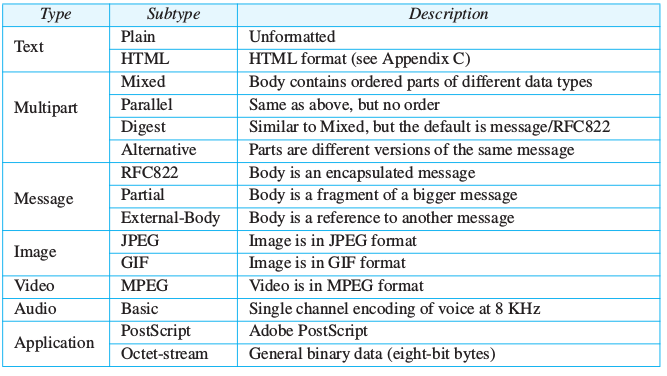 Type Subtype Description
Text Plain Unformatted
HTML HTML format (see Appendix C)
Multipart Mixed Body contains ordered parts of different data types
Parallel Same as above, but no order
Digest Similar to Mixed, but the default is message/RFC822
Alternative Parts are different versions of the same message
Message RFC822 Body is an encapsulated message
Partial Body is a fragment of a bigger message
External-Body Body is a reference to another message
Image JPEG Image is in JPEG format
GIF Image is in GIF format
Video MPEG Video is in MPEG format
Audio Basic Single channel encoding of voice at 8 KHz
Application PostScript Adobe PostScript
Octet-stream General binary data (eight-bit bytes)